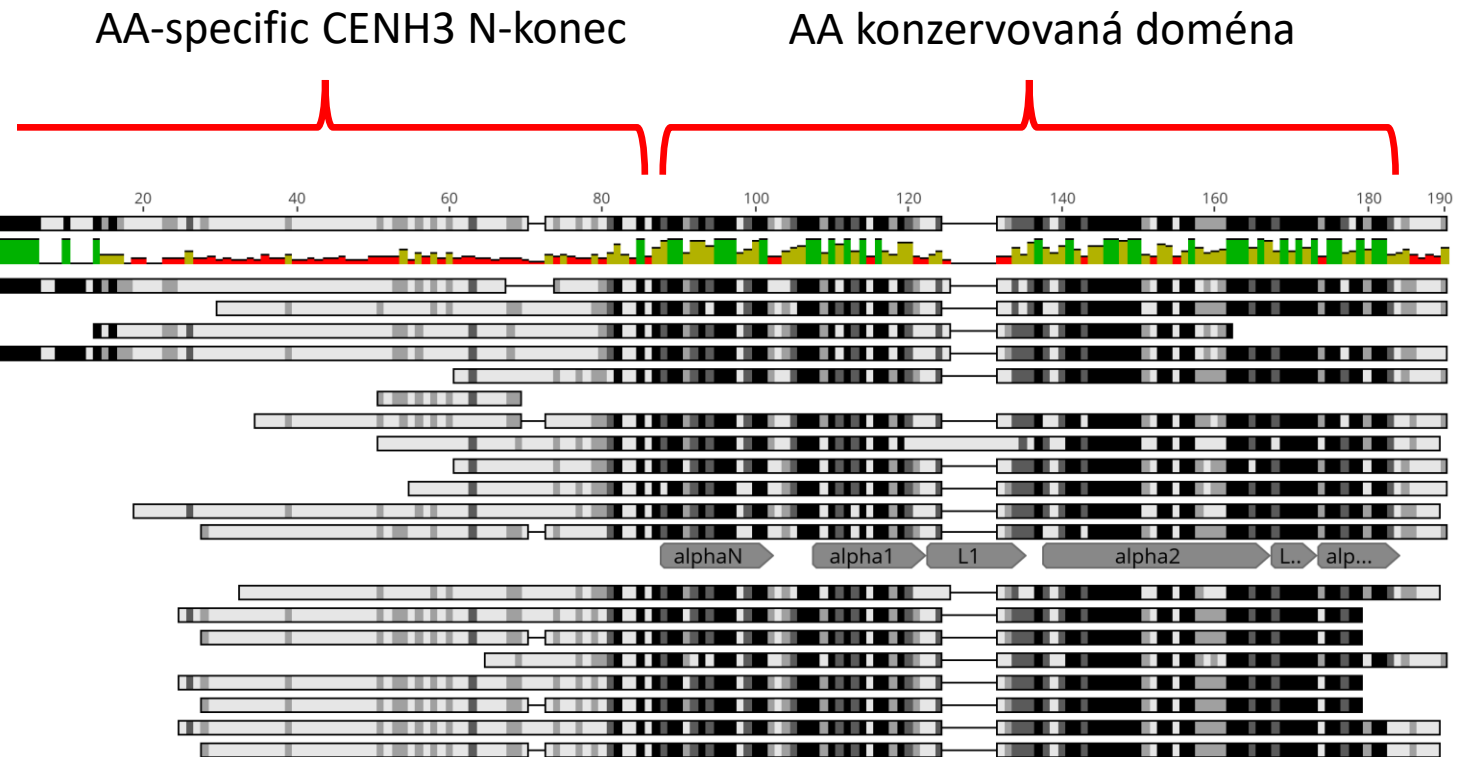 AA-specific CENH3 N-konec AA konzervovaná doména
20 40 60 80 100 120 140 160 180 190
alphaN alpha1 L1 alpha2 L.. alp...